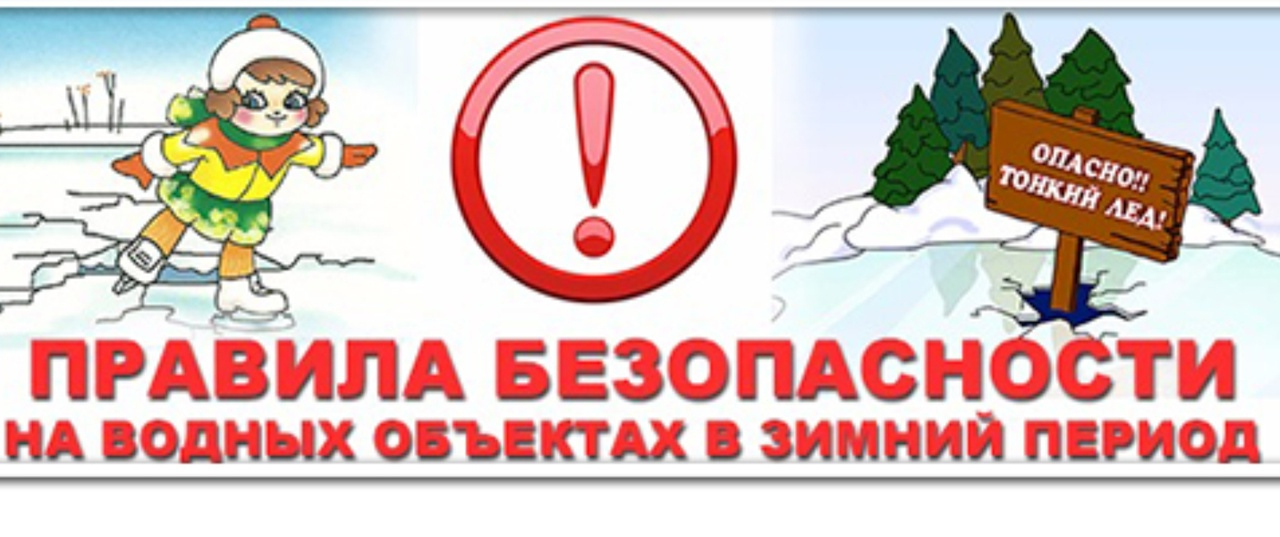 ОПАСНО!!
ТОНКИЙ ЛЕД!
ПРАВИЛА БЕЗОПАСНОСТИ
НА ВОДНЫХ ОБЪЕКТАХ В ЗИМНИЙ ПЕРИОД